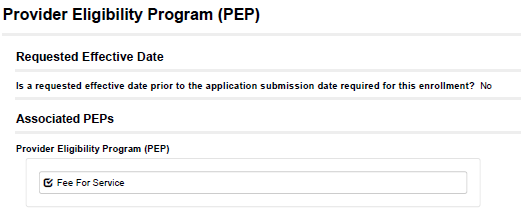 Provider Eligibility Program (PEP)
Requested Effective Date
Is a requested effective date prior to the application submission date required for this enrollment? No
Associated PEPs
Provider Eligibility Program (PEP)
Fee For Service